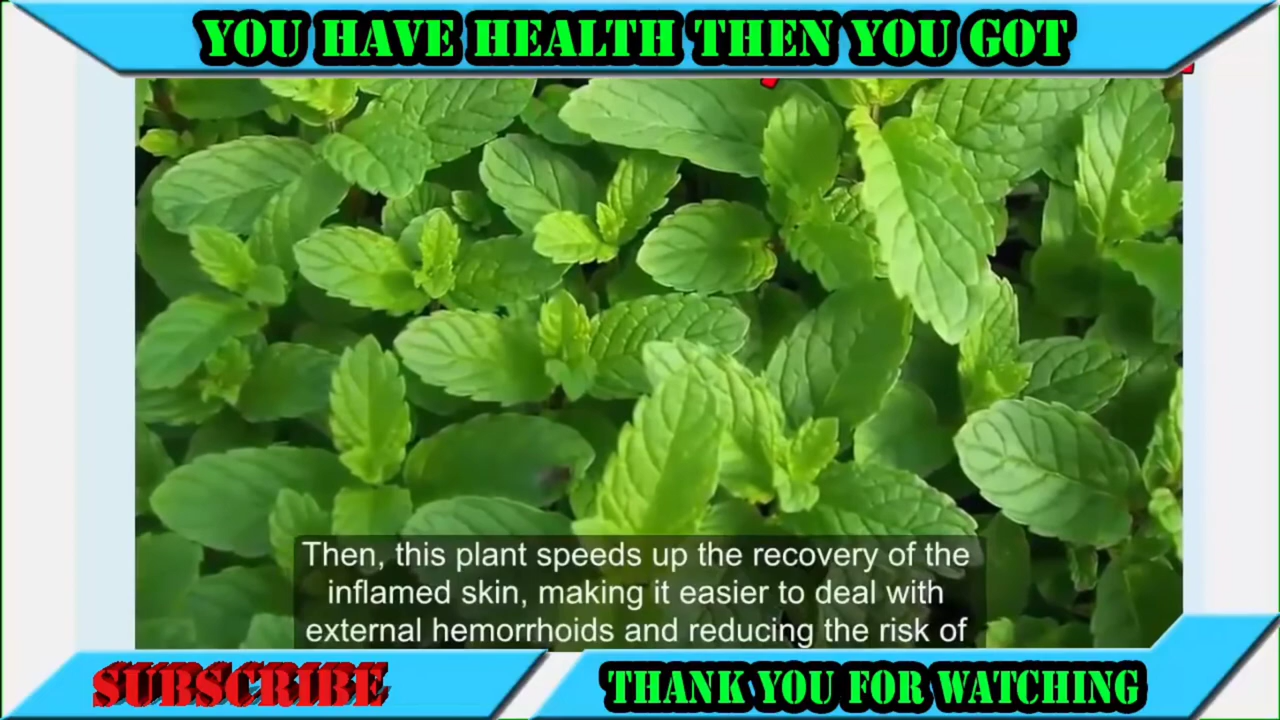 YOU HAVE HEALTH THEN YOU GOT
Then, this plant speeds up the recovery of the
inflamed skin, making it easier to deal with
external hemorrhoids and reducing the risk of
SUBSCRIBE
THANK YOU FOR WATCHING